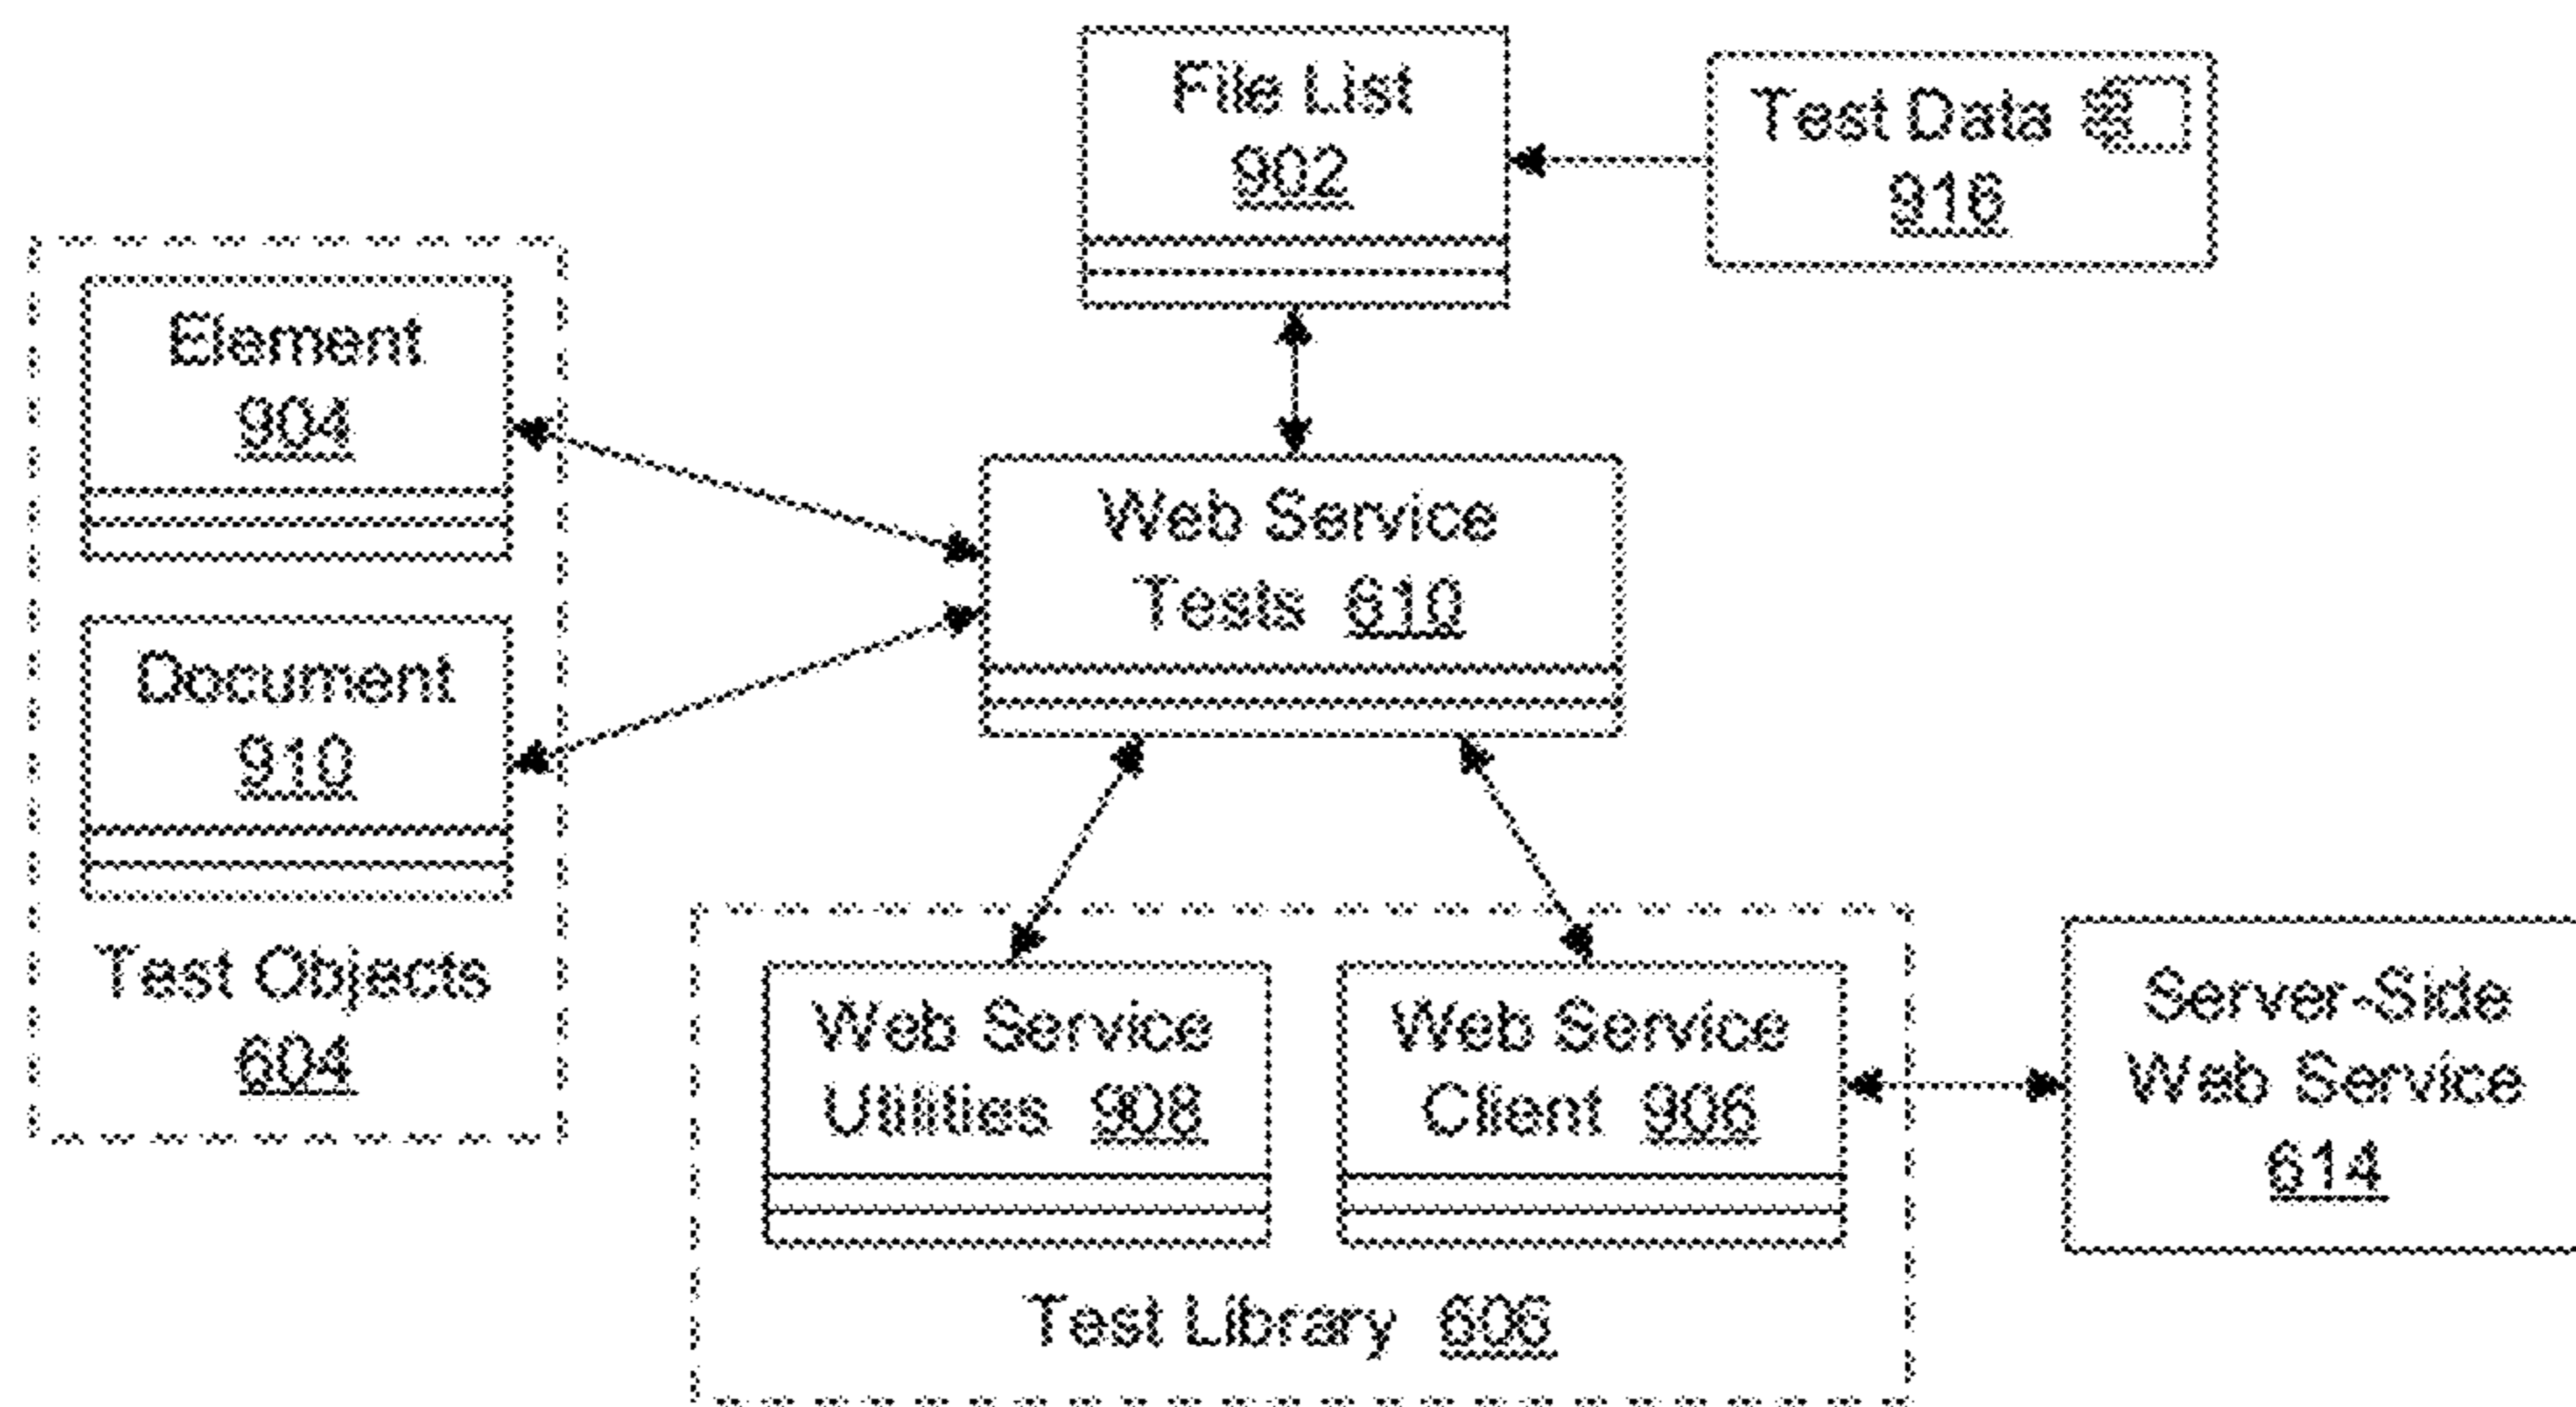 File List
902
Test Data
916
Element
904
Web Service
Tests 610
Document
910
Test Objects
604
Web Service
Utilities 908
Web Service
Client 906
Server-Side
Web Service
614
Test Library 606